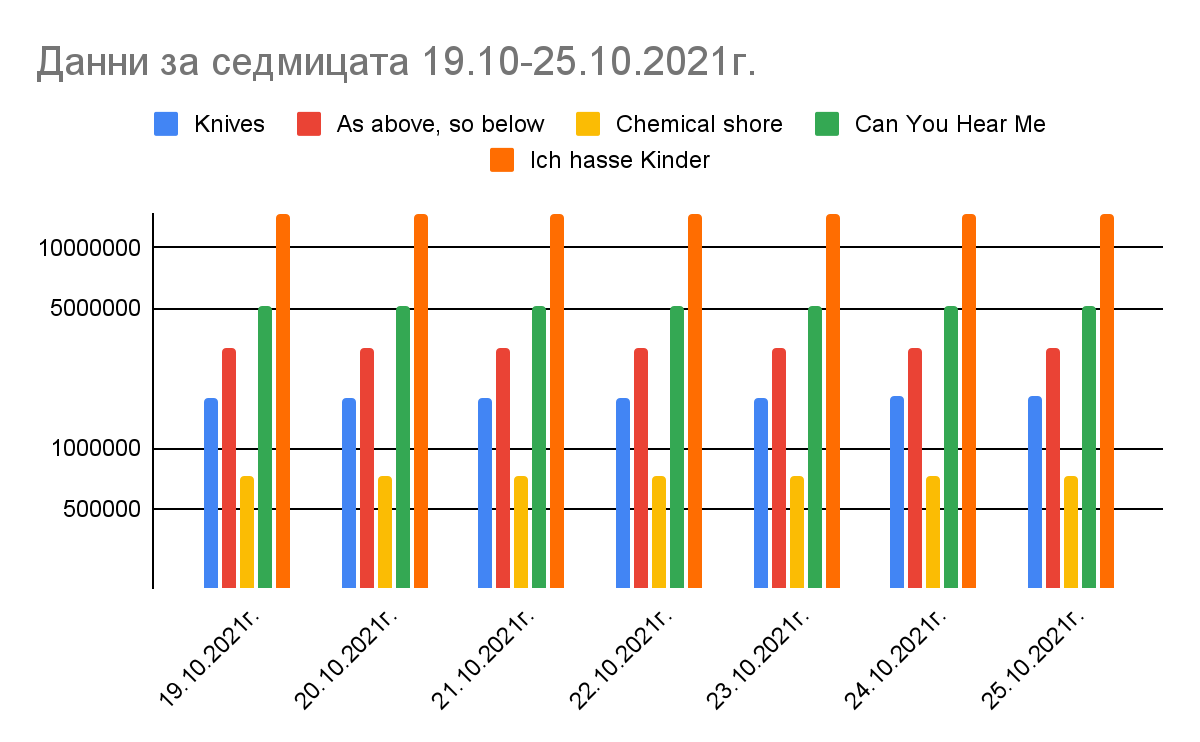 Данни за седмицата 19.10-25.10.2021г.
Knives As above, so below Chemical shore Can You Hear Me
Ich hasse Kinder
10000000
5000000
1000000
500000
19.10.2021г. 20.10.2021г. 21.10.2021г. 22.10.2021г. 23.10.2021г. 24.10.2021г. 25.10.2021г.